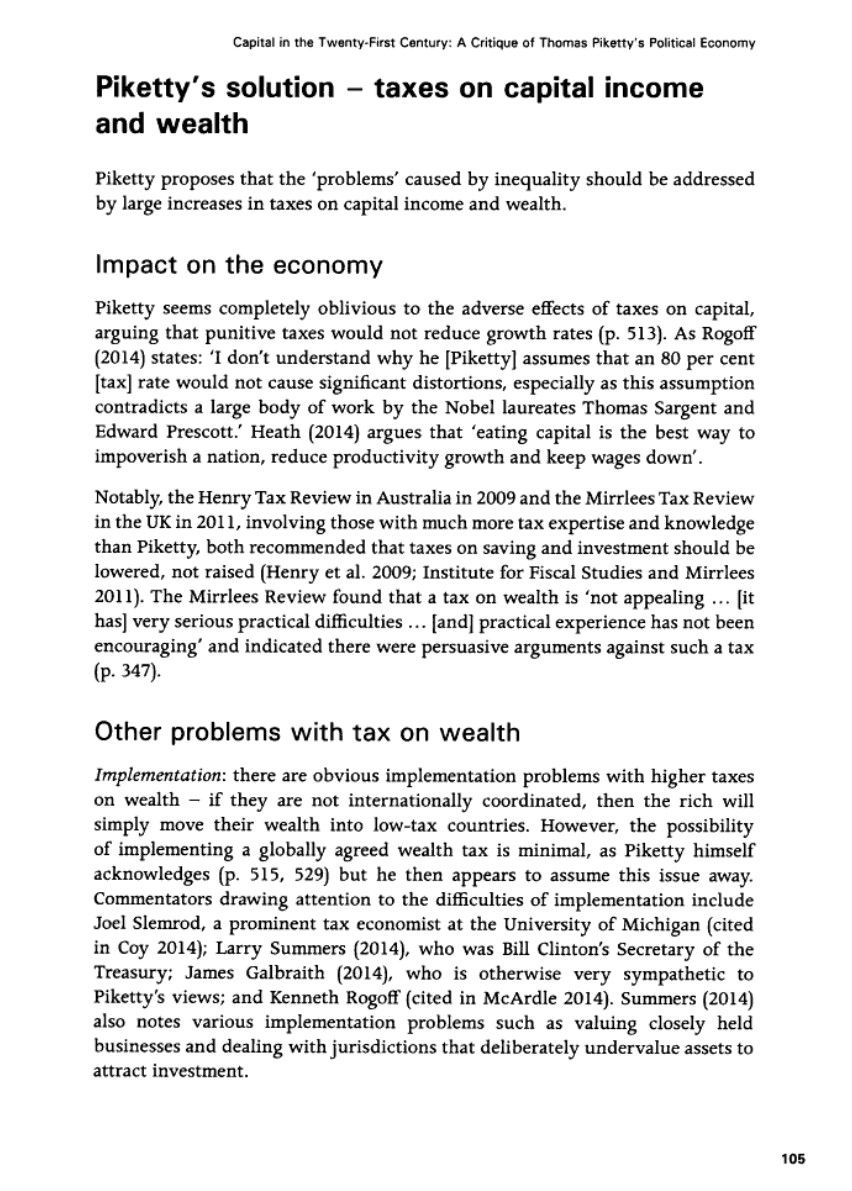 Capital in the Twenty-First Century: A Critique of Thomas Piketty's Political Economy
Piketty's solution – taxes on capital income
and wealth
Piketty proposes that the 'problems' caused by inequality should be addressed
by large increases in taxes on capital income and wealth.
Impact on the economy
Piketty seems completely oblivious to the adverse effects of taxes on capital,
arguing that punitive taxes would not reduce growth rates (p. 513). As Rogoff
(2014) states: 'I don't understand why he [Piketty] assumes that an 80 per cent
[tax] rate would not cause significant distortions, especially as this assumption
contradicts a large body of work by the Nobel laureates Thomas Sargent and
Edward Prescott.' Heath (2014) argues that 'eating capital is the best way to
impoverish a nation, reduce productivity growth and keep wages down'.
Notably, the Henry Tax Review in Australia in 2009 and the Mirrlees Tax Review
in the UK in 2011, involving those with much more tax expertise and knowledge
than Piketty, both recommended that taxes on saving and investment should be
lowered, not raised (Henry et al. 2009; Institute for Fiscal Studies and Mirrlees
2011). The Mirrlees Review found that a tax on wealth is 'not appealing ... [it
has] very serious practical difficulties ... [and] practical experience has not been
encouraging' and indicated there were persuasive arguments against such a tax
(p. 347).
Other problems with tax on wealth
Implementation: there are obvious implementation problems with higher taxes
on wealth – if they are not internationally coordinated, then the rich will
simply move their wealth into low-tax countries. However, the possibility
of implementing a globally agreed wealth tax is minimal, as Piketty himself
acknowledges (p. 515, 529) but he then appears to assume this issue away.
Commentators drawing attention to the difficulties of implementation include
Joel Slemrod, a prominent tax economist at the University of Michigan (cited
in Coy 2014); Larry Summers (2014), who was Bill Clinton's Secretary of the
Treasury; James Galbraith (2014), who is otherwise very sympathetic to
Piketty's views; and Kenneth Rogoff (cited in McArdle 2014). Summers (2014)
also notes various implementation problems such as valuing closely held
businesses and dealing with jurisdictions that deliberately undervalue assets to
attract investment.
105